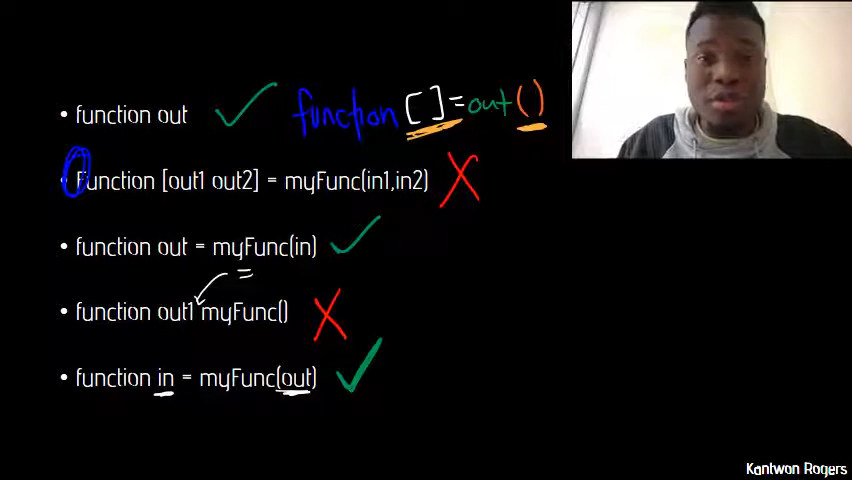 • function out function [ ] = out ( )
• Function [out1 out2] = myFunc(in1,in2)
• function out = myFunc(in)
=
• function out1 myFunc()
• function in = myFunc(out)
Kantwon Rogers